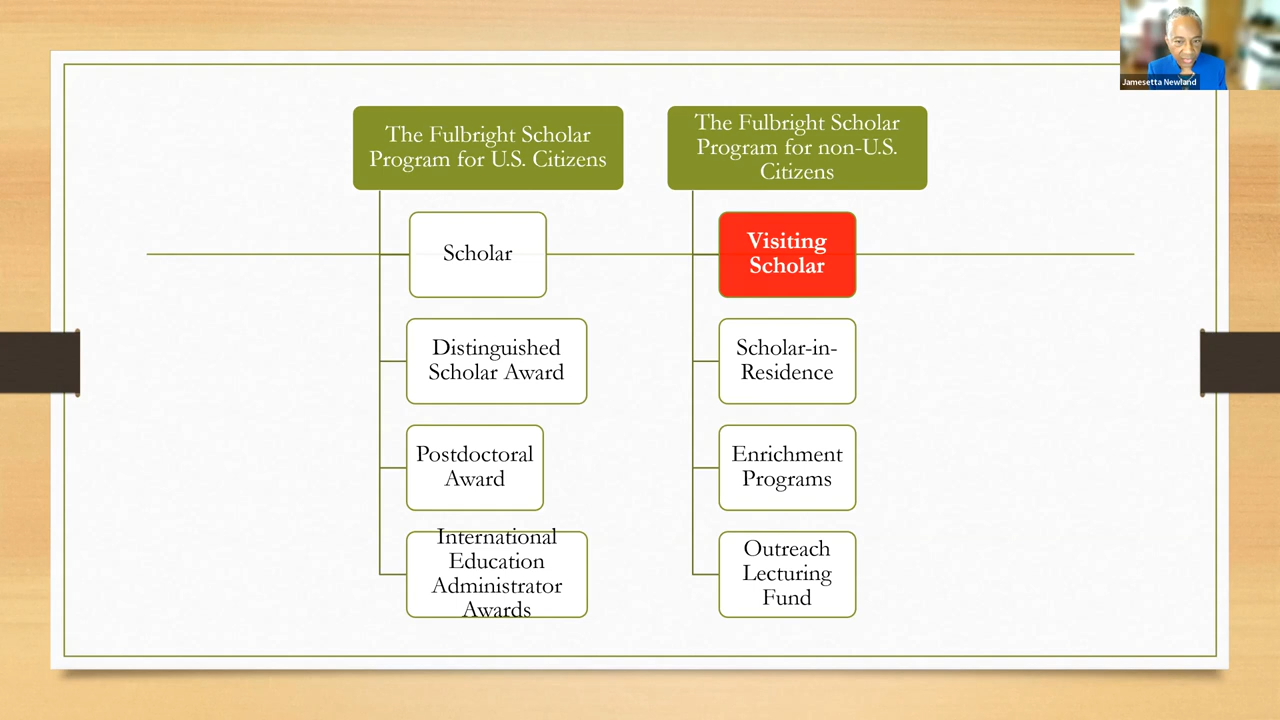 Jamesetta Newland
The Fulbright Scholar
Program for U.S. Citizens
Scholar
Distinguished
Scholar Award
Postdoctoral
Award
International
Education
Administrator
Awards
The Fulbright Scholar
Program for non-U.S.
Citizens
Visiting
Scholar
Scholar-in-
Residence
Enrichment
Programs
Outreach
Lecturing
Fund